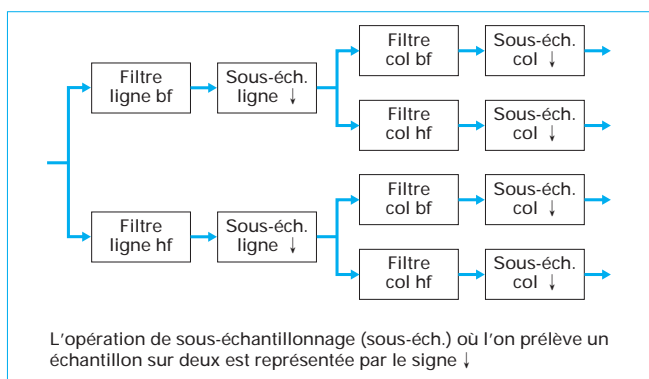 Filtre
col bf
Sous-éch.
col ↓
Filtre
ligne bf
Sous-éch.
ligne ↓
Filtre
col hf
Sous-éch.
col ↓
Filtre
col bf
Sous-éch.
col ↓
Filtre
ligne hf
Sous-éch.
ligne ↓
Filtre
col hf
Sous-éch.
col ↓
L'opération de sous-échantillonnage (sous-éch.) où l'on prélève un
échantillon sur deux est représentée par le signe ↓